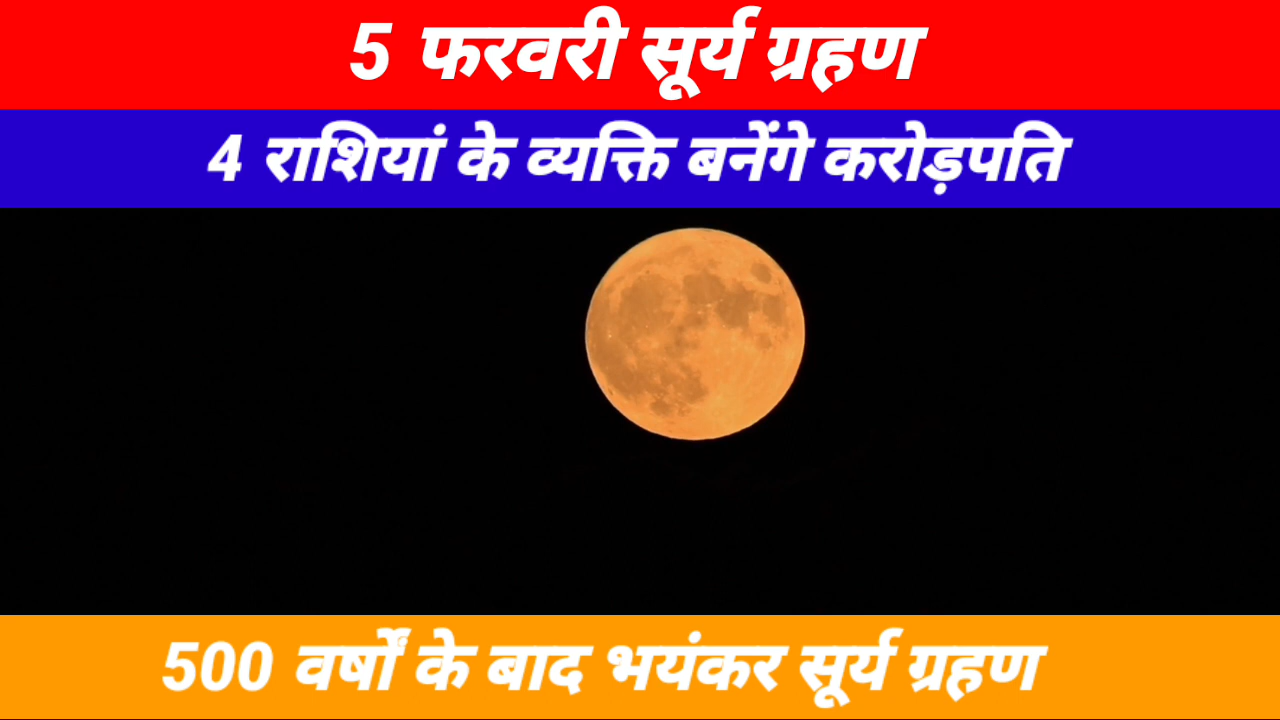 5 फरवरी सूर्य ग्रहण
4 राशियां के व्यक्ति बनेंगे करोड़पति
500 वर्षों के बाद भयंकर सूर्य ग्रहण